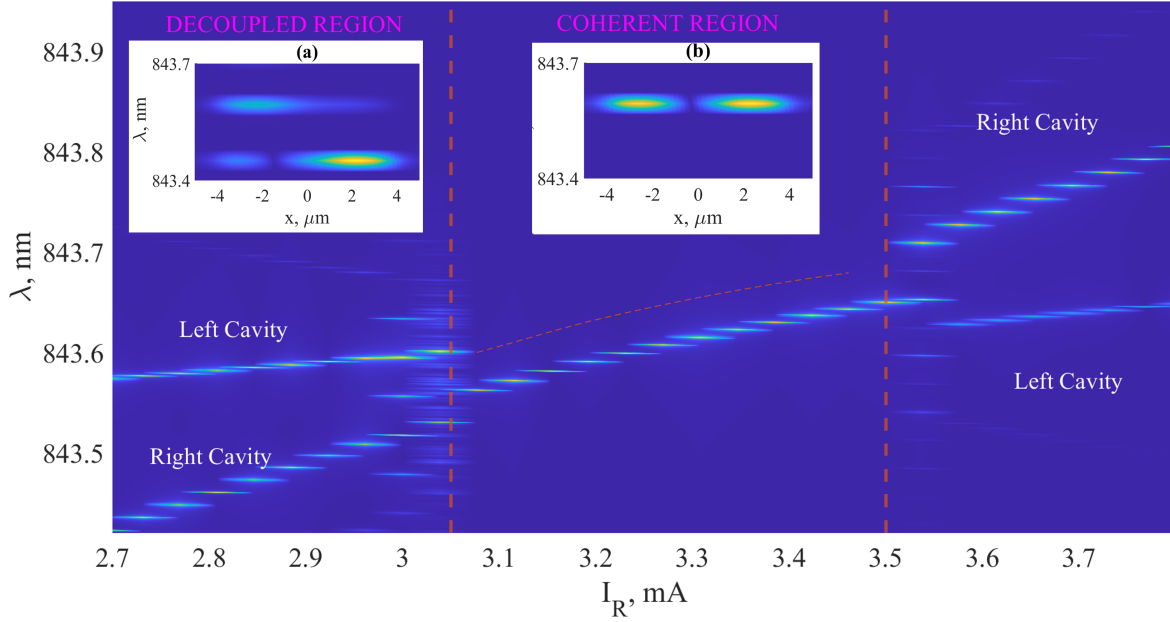 DECOUPLED REGION
COHERENT REGION
(a)
(b)
843.9
843.8
843.7
843.6
843.5
λ, nm
843.7
843.4
λ, nm
-4
-2
0
2
4
x, μm
843.7
843.4
-4
-2
0
2
4
x, μm
Right Cavity
Left Cavity
Left Cavity
Right Cavity
2.7
2.8
2.9
3
3.1
3.2
3.3
3.4
3.5
3.6
3.7
I_R, mA